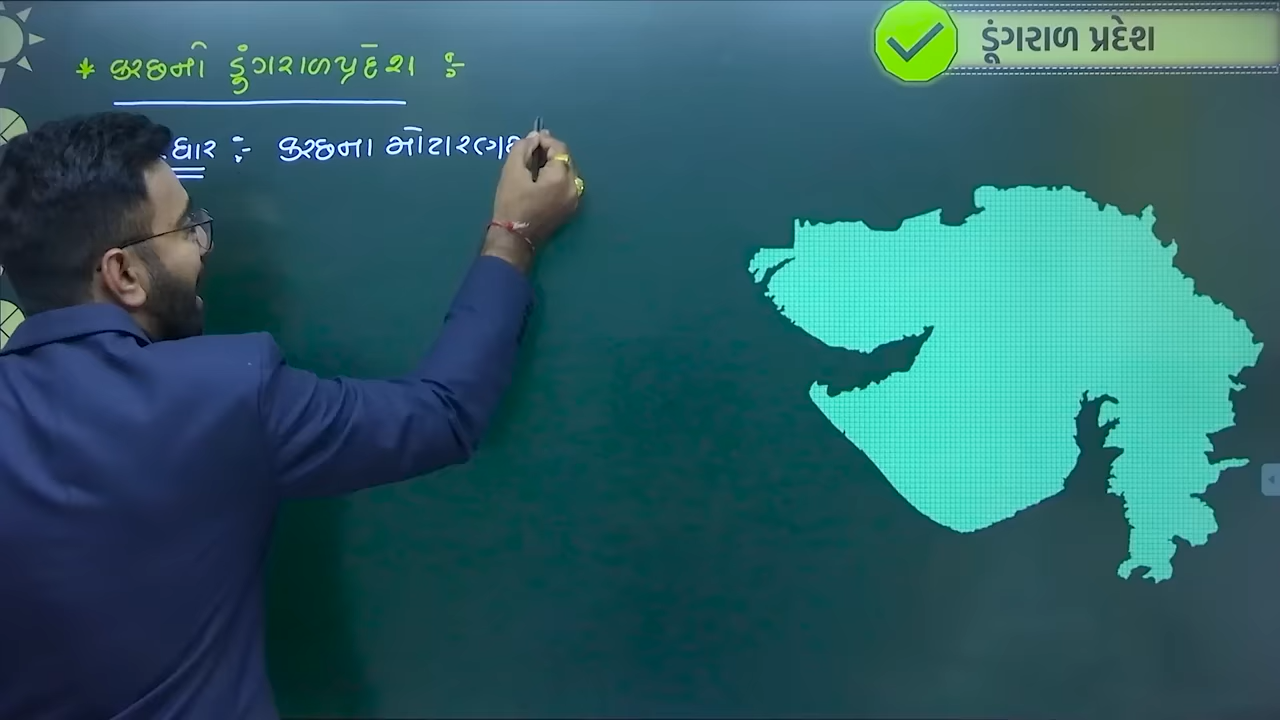 ડૂંગરાળ પ્રદેશ
* કચ્છનો ડુંગરાળપ્રદેશ :-
ધાર :- કચ્છના મોટારણ